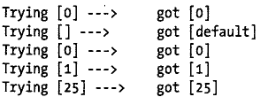 Trying [0] ---> got [0]
Trying [] ---> got [default]
Trying [0] ---> got [0]
Trying [1] ---> got [1]
Trying [25] ---> got [25]